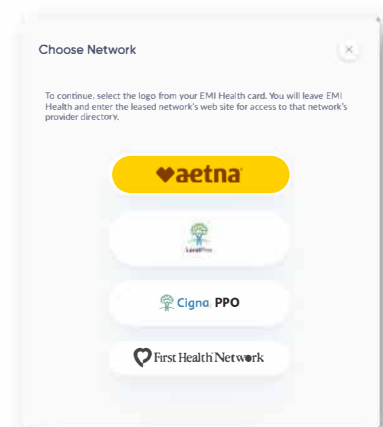 Choose Network
To continue, select the logo from your EMI Health card. You will leave EMI
Health and enter the leased network's web site for access to that network's
provider directory.
aetna
LocalPlus
Cigna PPO
First Health Network